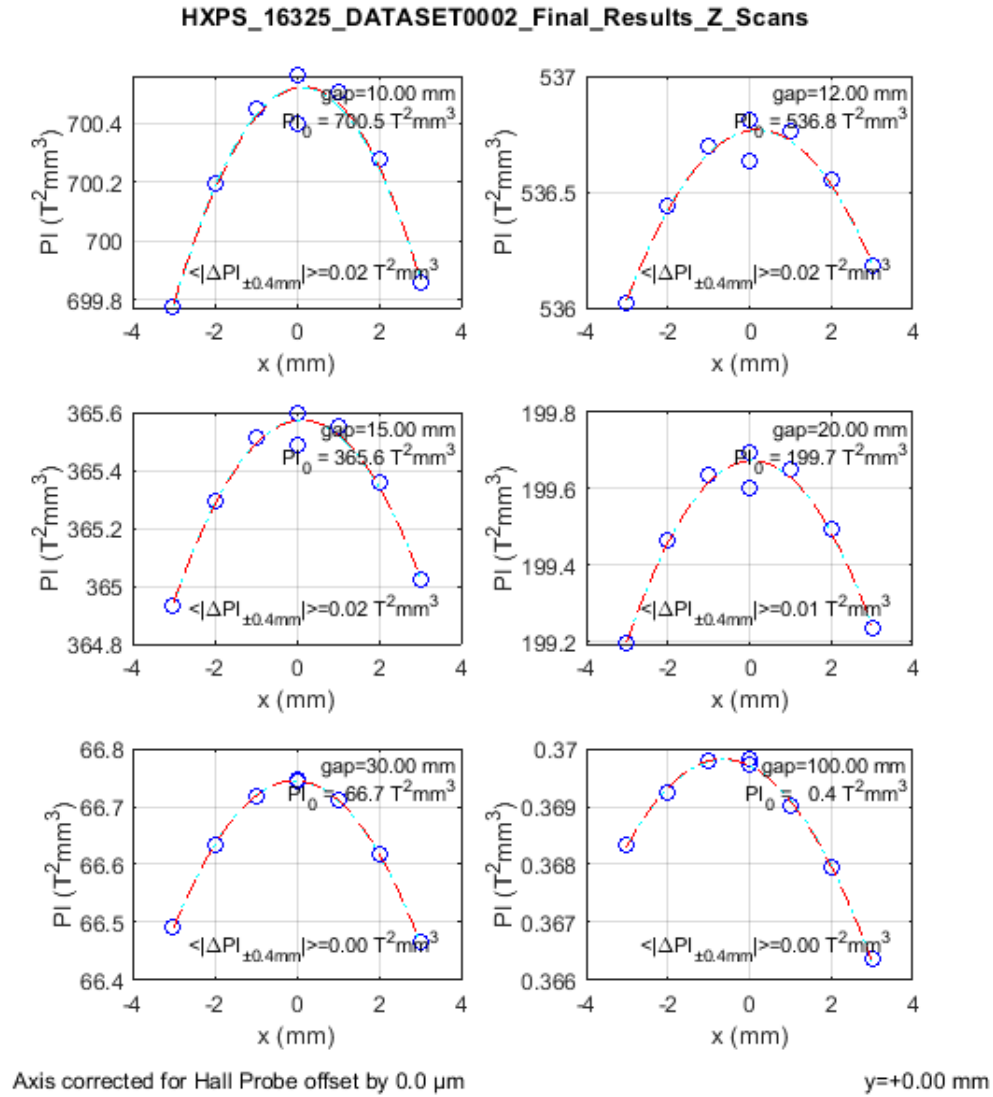 HXPS_16325_DATASET0002_Final_Results_Z_Scans
PI (T²mm³)
700.4
700.2
700
699.8
gap=10.00 mm
PI₀ = 700.5 T²mm³
<|ΔPI±0.4mm|>=0.02 T²mm³
-4 -2 0 2 4
x (mm)
PI (T²mm³)
537
536.5
536
gap=12.00 mm
PI₀ = 536.8 T²mm³
<|ΔPI±0.4mm|>=0.02 T²mm³
-4 -2 0 2 4
x (mm)
PI (T²mm³)
365.6
365.4
365.2
365
364.8
gap=15.00 mm
PI₀ = 365.6 T²mm³
<|ΔPI±0.4mm|>=0.02 T²mm³
-4 -2 0 2 4
x (mm)
PI (T²mm³)
199.8
199.6
199.4
199.2
gap=20.00 mm
PI₀ = 199.7 T²mm³
<|ΔPI±0.4mm|>=0.01 T²mm³
-4 -2 0 2 4
x (mm)
PI (T²mm³)
66.8
66.7
66.6
66.5
66.4
gap=30.00 mm
PI₀ = 66.7 T²mm³
<|ΔPI±0.4mm|>=0.00 T²mm³
-4 -2 0 2 4
x (mm)
PI (T²mm³)
0.37
0.369
0.368
0.367
0.366
gap=100.00 mm
PI₀ = 0.4 T²mm³
<|ΔPI±0.4mm|>=0.00 T²mm³
-4 -2 0 2 4
x (mm)
Axis corrected for Hall Probe offset by 0.0 µm
y=+0.00 mm